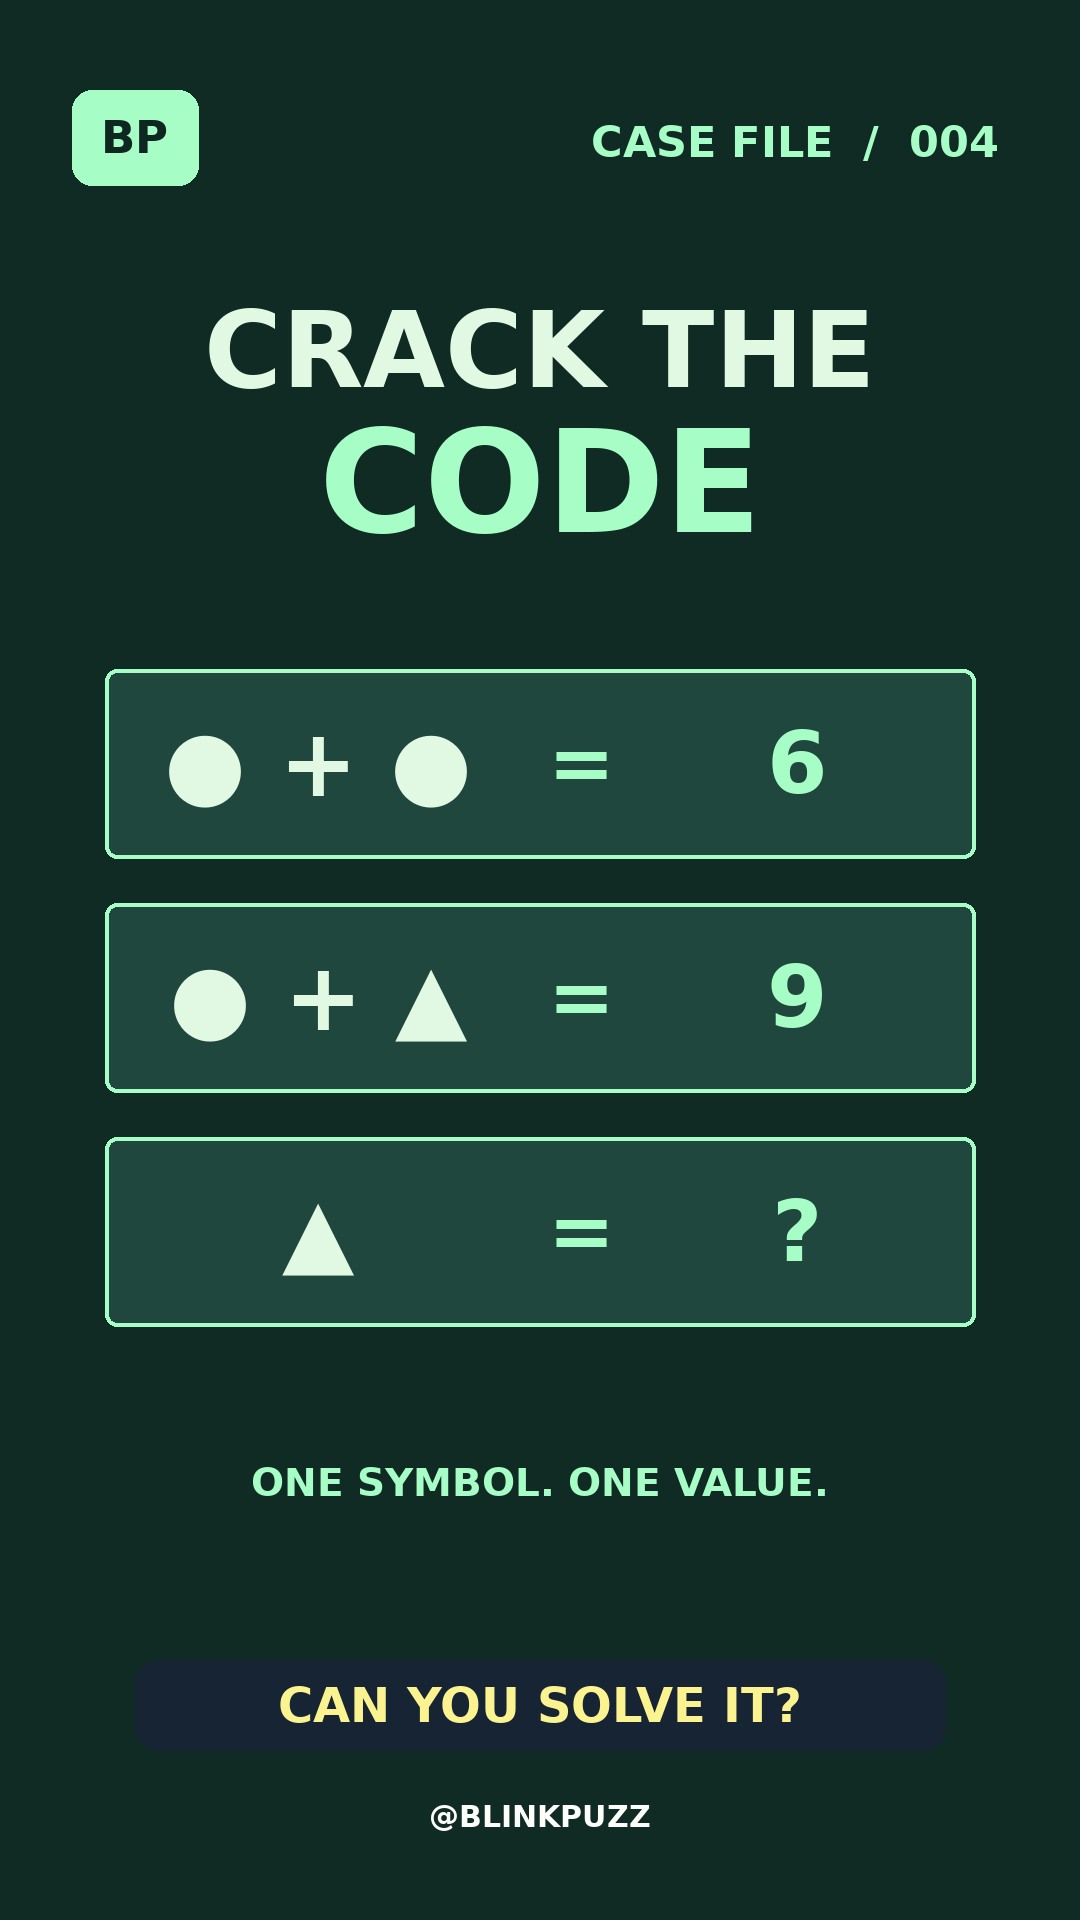 BP
CASE FILE / 004
CRACK THE
CODE
● + ● = 6
● + ▲ = 9
▲ = ?
ONE SYMBOL. ONE VALUE.
CAN YOU SOLVE IT?
@BLINKPUZZ